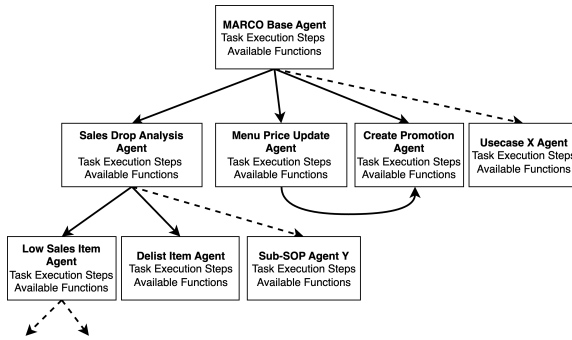 MARCO Base Agent
Task Execution Steps
Available Functions
Sales Drop Analysis
Agent
Task Execution Steps
Available Functions
Menu Price Update
Agent
Task Execution Steps
Available Functions
Create Promotion
Agent
Task Execution Steps
Available Functions
Usecase X Agent
Task Execution Steps
Available Functions
Low Sales Item
Agent
Task Execution Steps
Available Functions
Delist Item Agent
Task Execution Steps
Available Functions
Sub-SOP Agent Y
Task Execution Steps
Available Functions